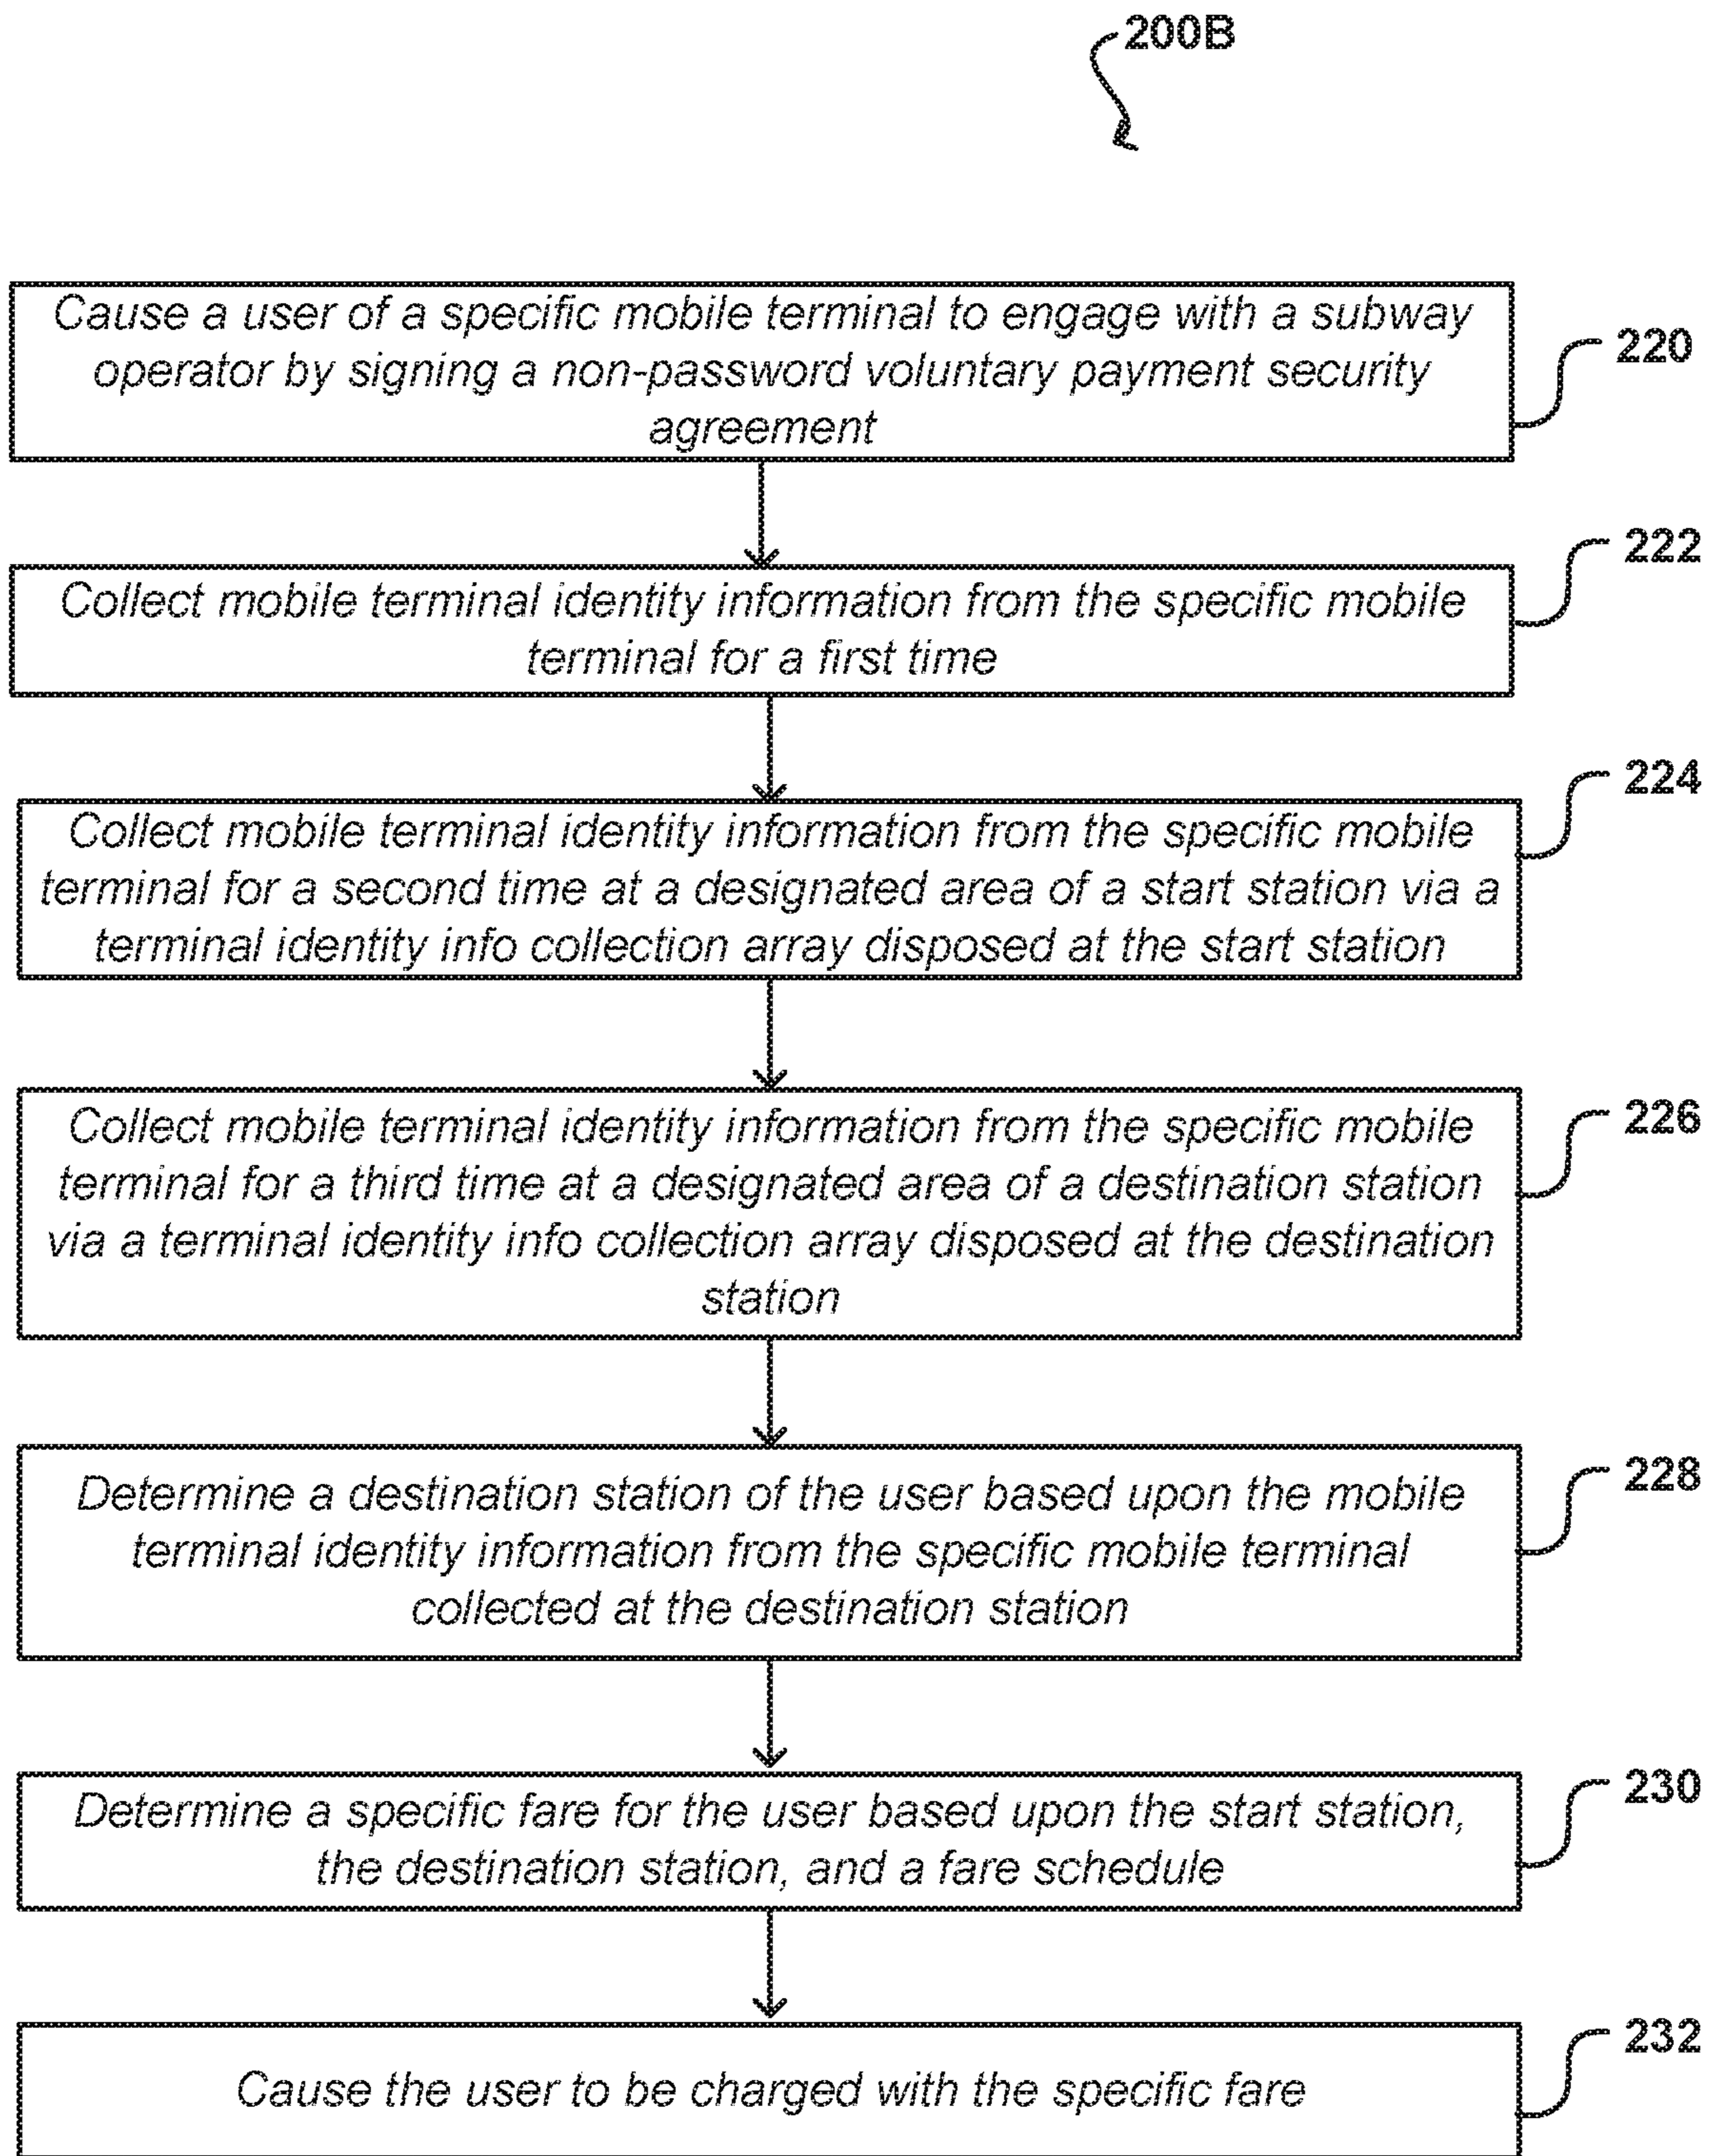 200B
Cause a user of a specific mobile terminal to engage with a subway
operator by signing a non-password voluntary payment security
agreement
220
Collect mobile terminal identity information from the specific mobile
terminal for a first time
222
Collect mobile terminal identity information from the specific mobile
terminal for a second time at a designated area of a start station via a
terminal identity info collection array disposed at the start station
224
Collect mobile terminal identity information from the specific mobile
terminal for a third time at a designated area of a destination station
via a terminal identity info collection array disposed at the destination
station
226
Determine a destination station of the user based upon the mobile
terminal identity information from the specific mobile terminal
collected at the destination station
228
Determine a specific fare for the user based upon the start station,
the destination station, and a fare schedule
230
Cause the user to be charged with the specific fare
232